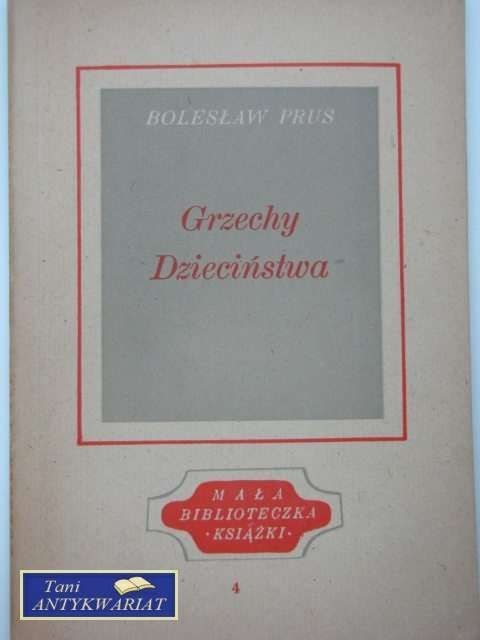 BOLESŁAW PRUS
Grzechy
Dzieciństwa
MAŁA
BIBLIOTECZKA
· KSIĄŻKI ·
4
Tani
ANTYKWARIAT